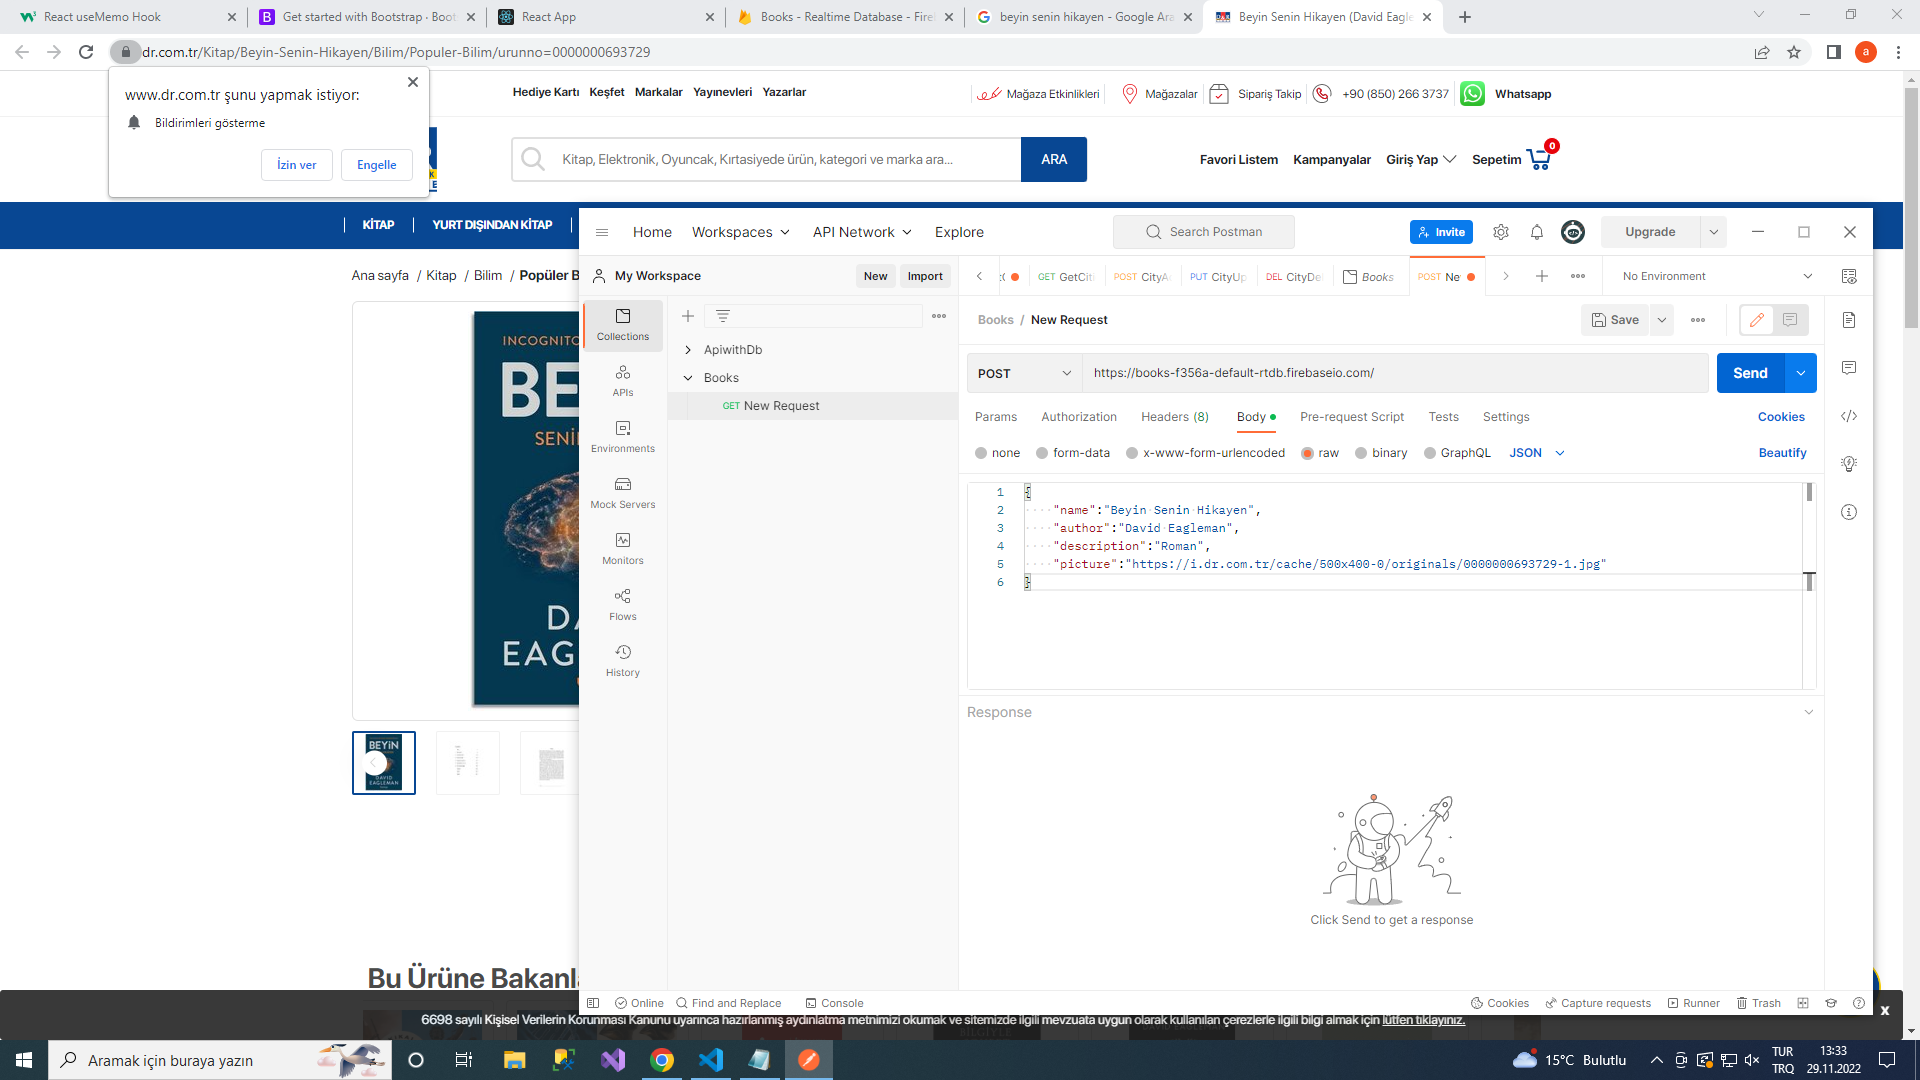 React useMemo Hook
Get started with Bootstrap · Boot
React App
Books - Realtime Database - Fire
beyin senin hikayen - Google Ara
Beyin Senin Hikayen (David Eagle
dr.com.tr/Kitap/Beyin-Senin-Hikayen/Bilim/Populer-Bilim/urunno=0000000693729
a
www.dr.com.tr şunu yapmak istiyor:
Bildirimleri gösterme
İzin ver
Engelle
Hediye Kartı
Keşfet
Markalar
Yayınevleri
Yazarlar
Mağaza Etkinlikleri
Mağazalar
Sipariş Takip
+90 (850) 266 3737
Whatsapp
Kitap, Elektronik, Oyuncak, Kırtasiyede ürün, kategori ve marka ara...
ARA
Favori Listem
Kampanyalar
Giriş Yap
Sepetim
0
KİTAP
YURT DIŞINDAN KİTAP
Ana sayfa / Kitap / Bilim / Popüler B
INCOGNITO
BE
SENİ
DA
EAG
BEYİN
DAVID
EAGLEMAN
Bu Ürüne Bakanla
Home
Workspaces
API Network
Explore
Search Postman
Invite
Upgrade
My Workspace
New
Import
GET GetCit
POST CityA
PUT CityUp
DEL CityDe
Books
POST Ne
No Environment
Collections
APIs
Environments
Mock Servers
Monitors
Flows
History
ApiwithDb
Books
GET New Request
Books / New Request
Save
POST
https://books-f356a-default-rtdb.firebaseio.com/
Send
Params
Authorization
Headers (8)
Body
Pre-request Script
Tests
Settings
Cookies
none
form-data
x-www-form-urlencoded
raw
binary
GraphQL
JSON
Beautify
1 {
2 "name":"Beyin Senin Hikayen",
3 "author":"David Eagleman",
4 "description":"Roman",
5 "picture":"https://i.dr.com.tr/cache/500x400-0/originals/0000000693729-1.jpg"
6 }
Response
Click Send to get a response
Online
Find and Replace
Console
Cookies
Capture requests
Runner
Trash
6698 sayılı Kişisel Verilerin Korunması Kanunu uyarınca hazırlanmış aydınlatma metnimizi okumak ve sitemizde ilgili mevzuata uygun olarak kullanılan çerezlerle ilgili bilgi almak için lütfen tıklayınız.
x
Aramak için buraya yazın
15°C Bulutlu
TUR
TRQ
13:33
29.11.2022